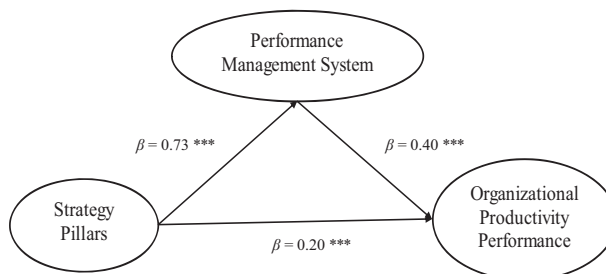 Performance
Management System
β = 0.73 ***
β = 0.40 ***
Strategy
Pillars
Organizational
Productivity
Performance
β = 0.20 ***